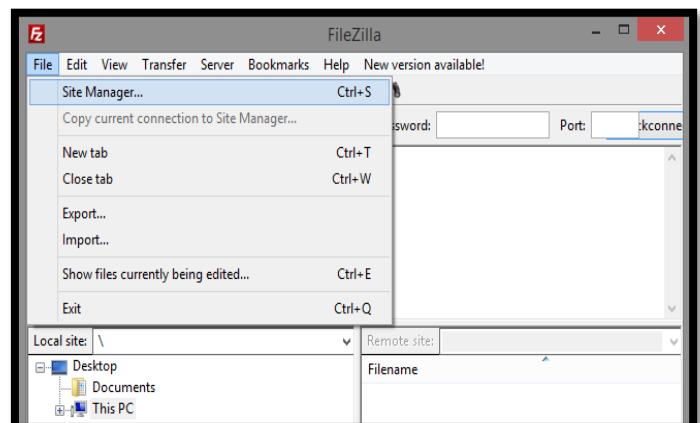 Fz FileZilla
File Edit View Transfer Server Bookmarks Help New version available!
Site Manager... Ctrl+S
Copy current connection to Site Manager...
ssword: Port: kconne
New tab Ctrl+T
Close tab Ctrl+W
Export...
Import...
Show files currently being edited... Ctrl+E
Exit Ctrl+Q
Local site: \ Remote site:
Desktop Filename
Documents
This PC